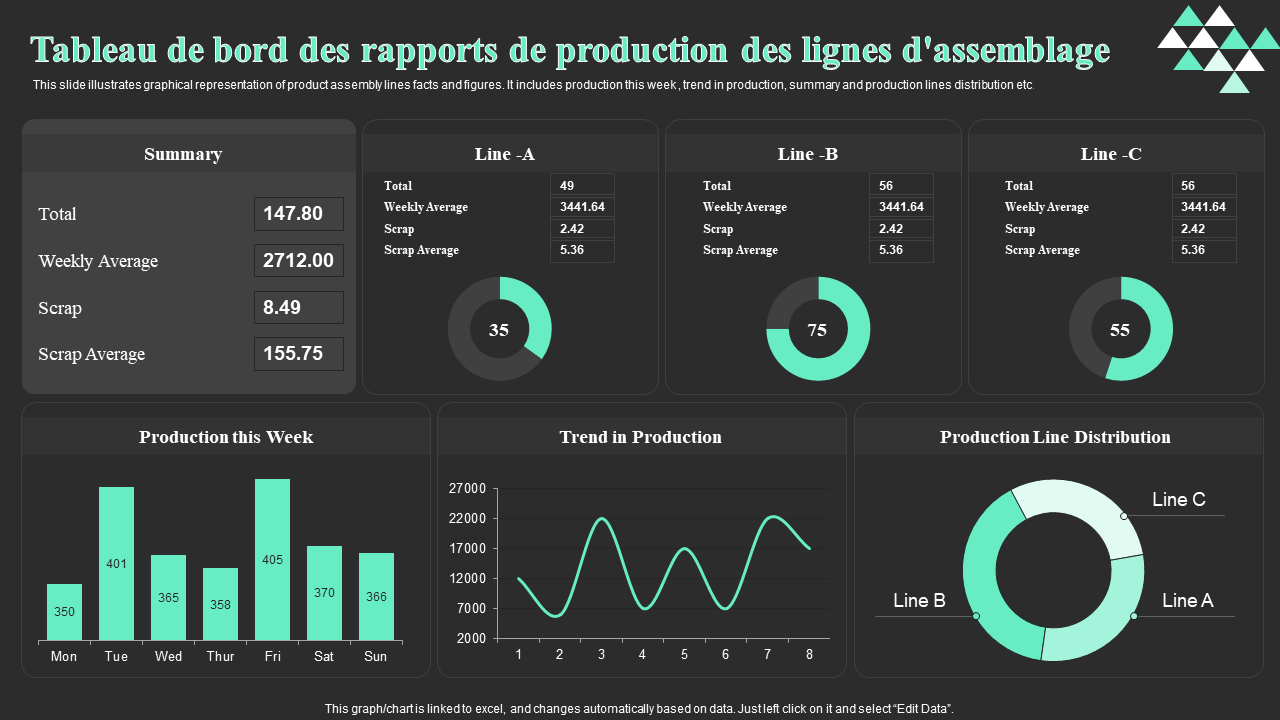 Tableau de bord des rapports de production des lignes d'assemblage
This slide illustrates graphical representation of product assembly lines facts and figures. It includes production this week, trend in production, summary and production lines distribution etc.
Summary
Total 147.80
Weekly Average 2712.00
Scrap 8.49
Scrap Average 155.75
Line -A
Total 49
Weekly Average 3441.64
Scrap 2.42
Scrap Average 5.36
35
Line -B
Total 56
Weekly Average 3441.64
Scrap 2.42
Scrap Average 5.36
75
Line -C
Total 56
Weekly Average 3441.64
Scrap 2.42
Scrap Average 5.36
55
Production this Week
350 401 365 358 405 370 366
Mon Tue Wed Thur Fri Sat Sun
Trend in Production
27000
22000
17000
12000
7000
2000
1 2 3 4 5 6 7 8
Production Line Distribution
Line C
Line B
Line A
This graph/chart is linked to excel, and changes automatically based on data. Just left click on it and select “Edit Data”.